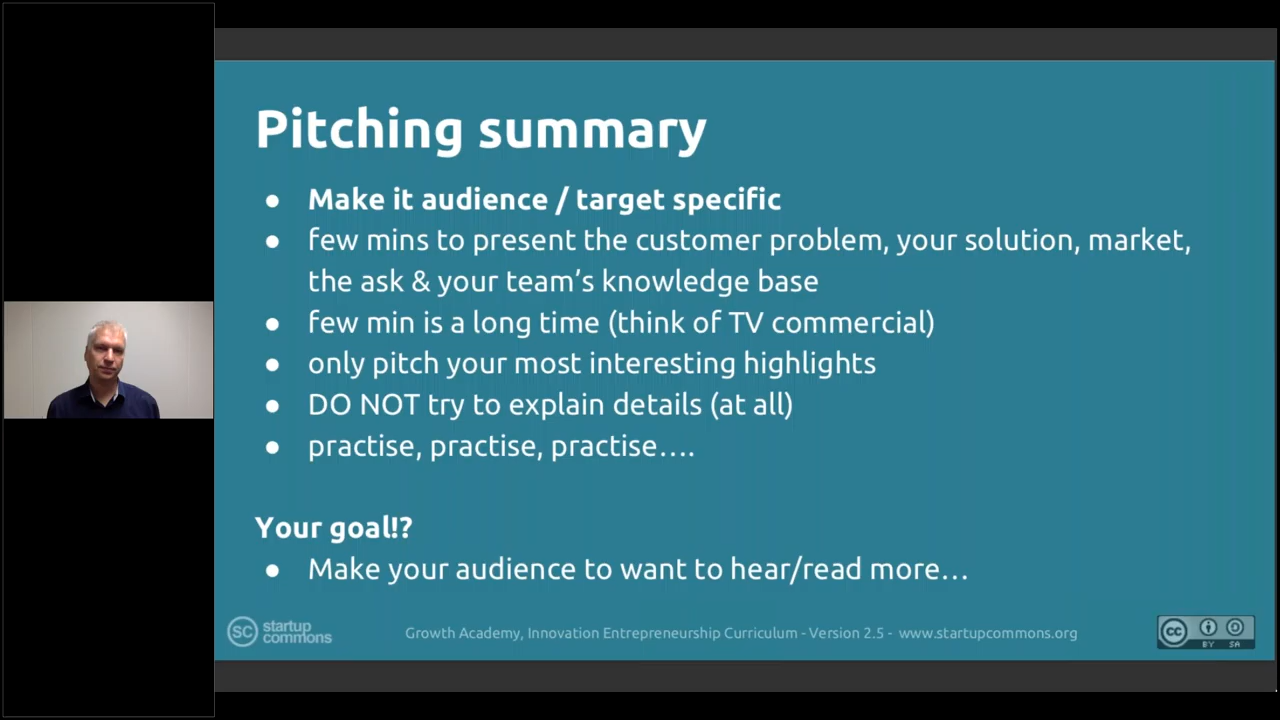 Pitching summary
● Make it audience / target specific
● few mins to present the customer problem, your solution, market,
the ask & your team’s knowledge base
● few min is a long time (think of TV commercial)
● only pitch your most interesting highlights
● DO NOT try to explain details (at all)
● practise, practise, practise….
Your goal!?
● Make your audience to want to hear/read more…
SC startup
commons
Growth Academy, Innovation Entrepreneurship Curriculum - Version 2.5 - www.startupcommons.org
cc
BY SA